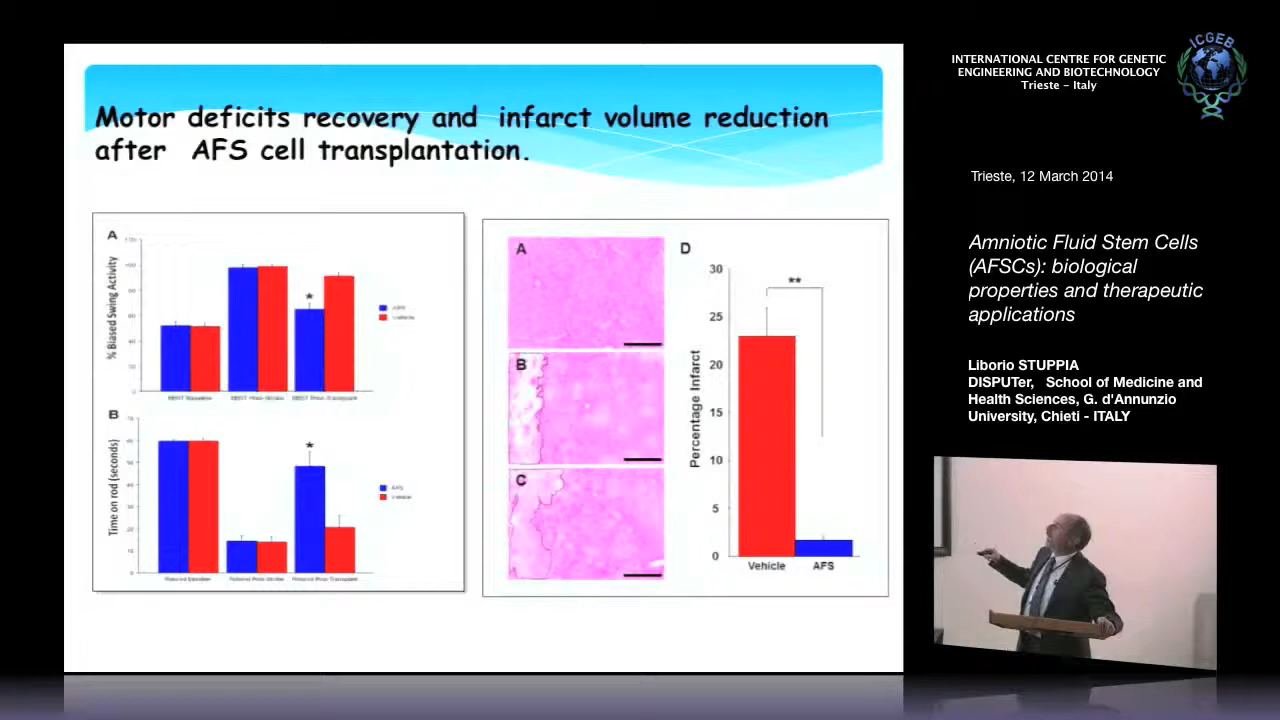 Motor deficits recovery and infarct volume reduction
after AFS cell transplantation.
A
% Biased Swing Activity
B
Time on rod (seconds)
*
*
A
B
C
D
Percentage Infarct
30
25
20
15
10
5
0
**
Vehicle
AFS
ICGEB
INTERNATIONAL CENTRE FOR GENETIC
ENGINEERING AND BIOTECHNOLOGY
Trieste - Italy
Trieste, 12 March 2014
Amniotic Fluid Stem Cells
(AFSCs): biological
properties and therapeutic
applications
Liborio STUPPIA
DISPUTer, School of Medicine and
Health Sciences, G. d'Annunzio
University, Chieti - ITALY